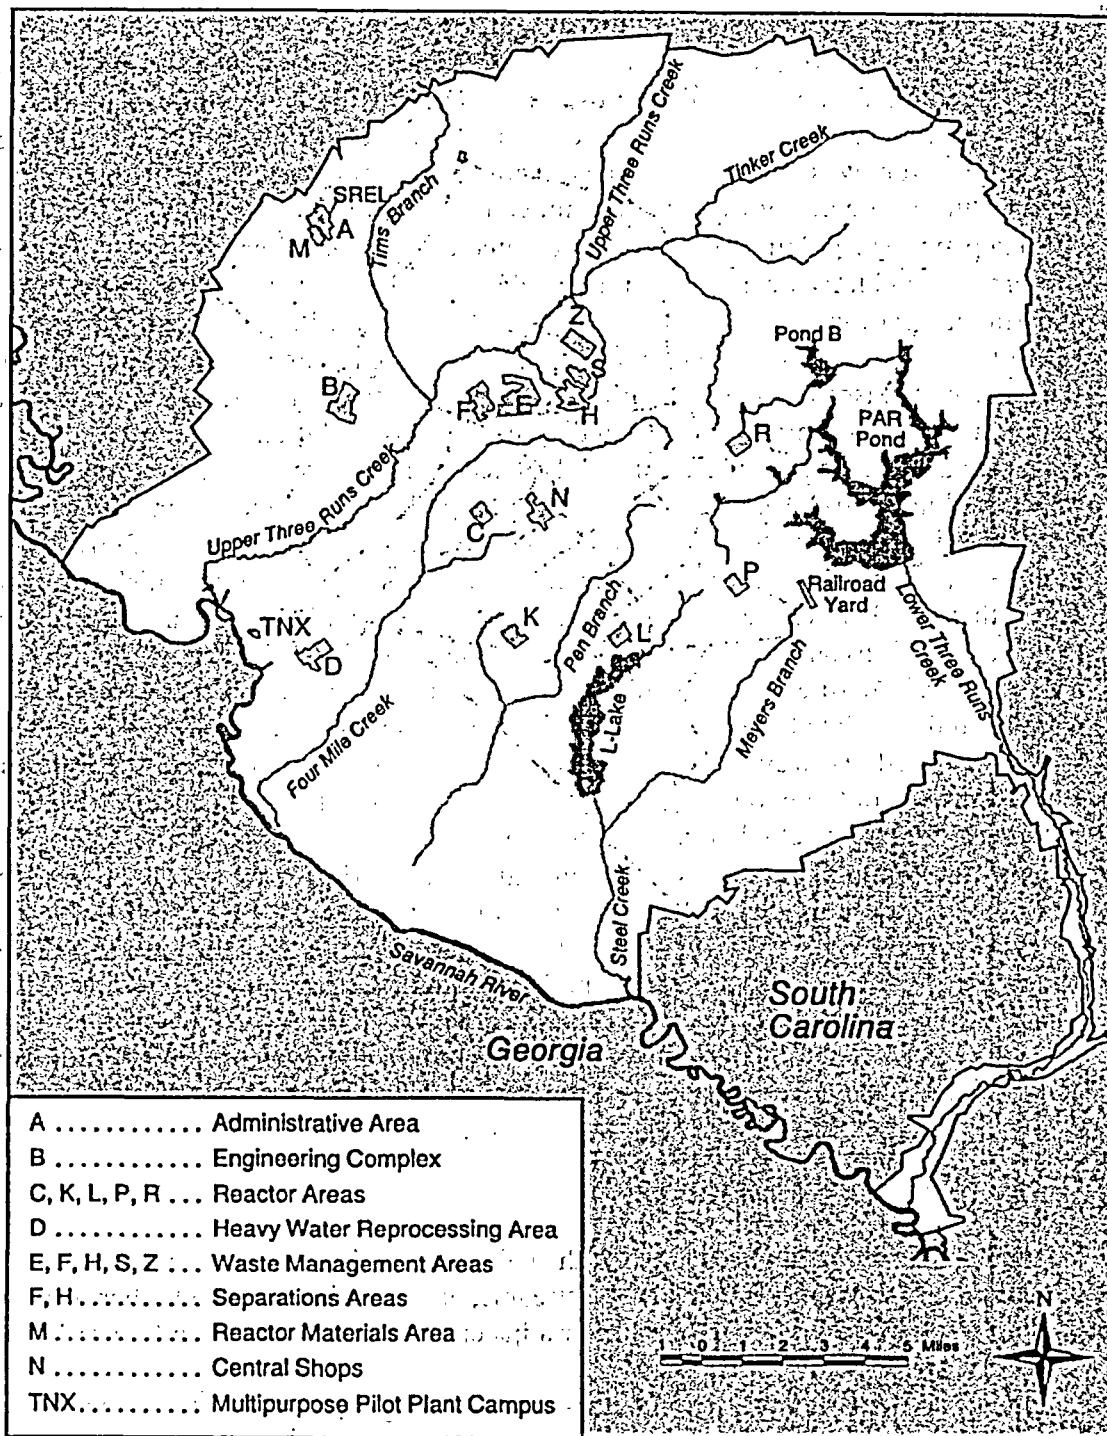 Upper Three Runs Creek
Tinker Creek
SREL
Tims Branch
M
A
Z
S
Pond B
B
F
E
H
R
PAR
Pond
Upper Three Runs Creek
N
C
P
Railroad
Yard
TNX
D
K
Pen Branch
L
L-Lake
Lower Three Runs
Creek
Meyers Branch
Four Mile Creek
Steel Creek
Savannah River
South
Carolina
Georgia
A ............ Administrative Area
B ............ Engineering Complex
C, K, L, P, R ... Reactor Areas
D ............ Heavy Water Reprocessing Area
E, F, H, S, Z ... Waste Management Areas
F, H .......... Separations Areas
M ............ Reactor Materials Area
N ............ Central Shops
TNX .......... Multipurpose Pilot Plant Campus
N
1 0 1 2 3 4 5 Miles